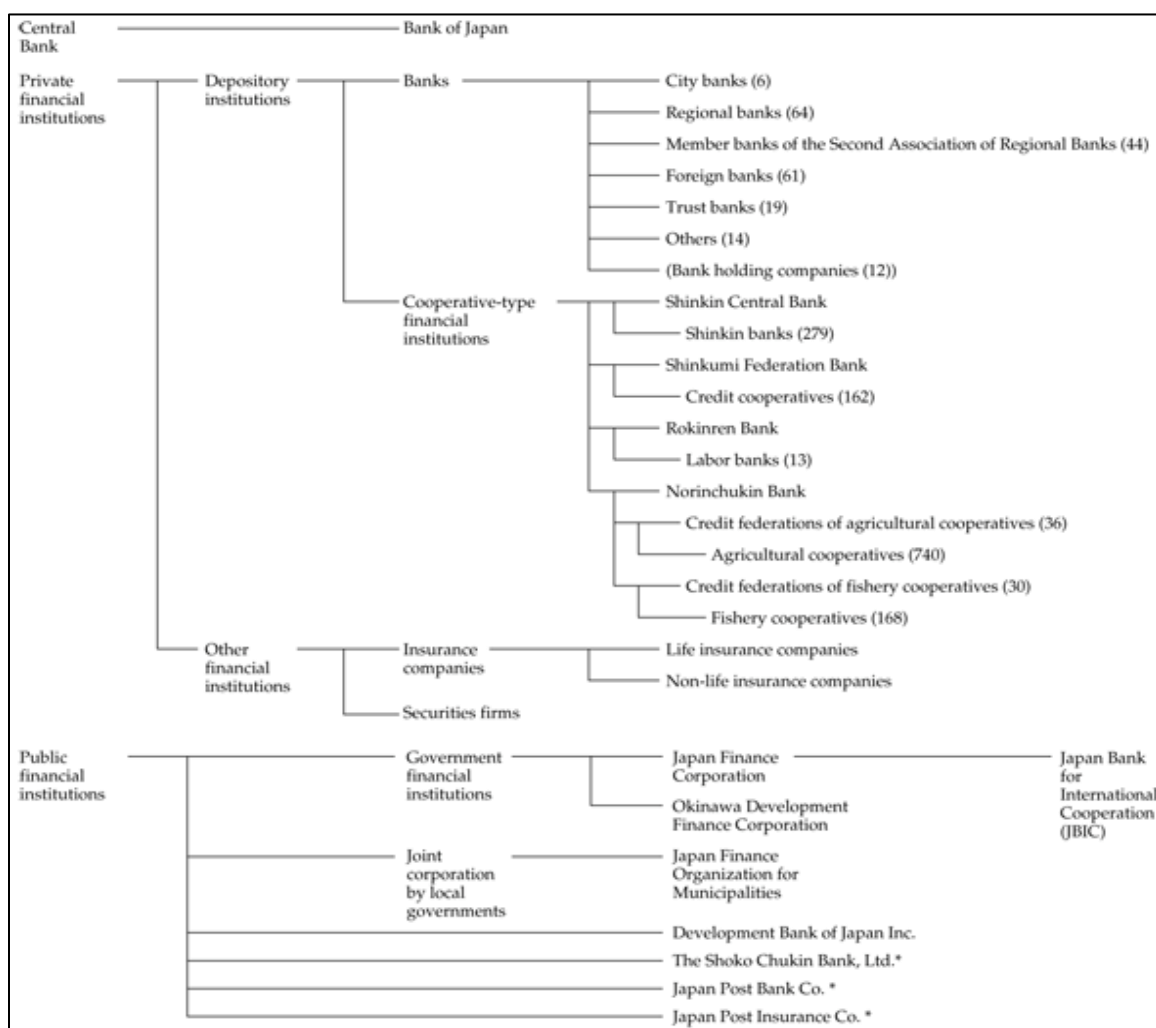 Central
Bank
Bank of Japan
Private
financial
institutions
Depository
institutions
Banks
City banks (6)
Regional banks (64)
Member banks of the Second Association of Regional Banks (44)
Foreign banks (61)
Trust banks (19)
Others (14)
(Bank holding companies (12))
Cooperative-type
financial
institutions
Shinkin Central Bank
Shinkin banks (279)
Shinkumi Federation Bank
Credit cooperatives (162)
Rokinren Bank
Labor banks (13)
Norinchukin Bank
Credit federations of agricultural cooperatives (36)
Agricultural cooperatives (740)
Credit federations of fishery cooperatives (30)
Fishery cooperatives (168)
Other
financial
institutions
Insurance
companies
Life insurance companies
Non-life insurance companies
Securities firms
Public
financial
institutions
Government
financial
institutions
Japan Finance
Corporation
Japan Bank
for
International
Cooperation
(JBIC)
Okinawa Development
Finance Corporation
Joint
corporation
by local
governments
Japan Finance
Organization for
Municipalities
Development Bank of Japan Inc.
The Shoko Chukin Bank, Ltd.*
Japan Post Bank Co. *
Japan Post Insurance Co. *